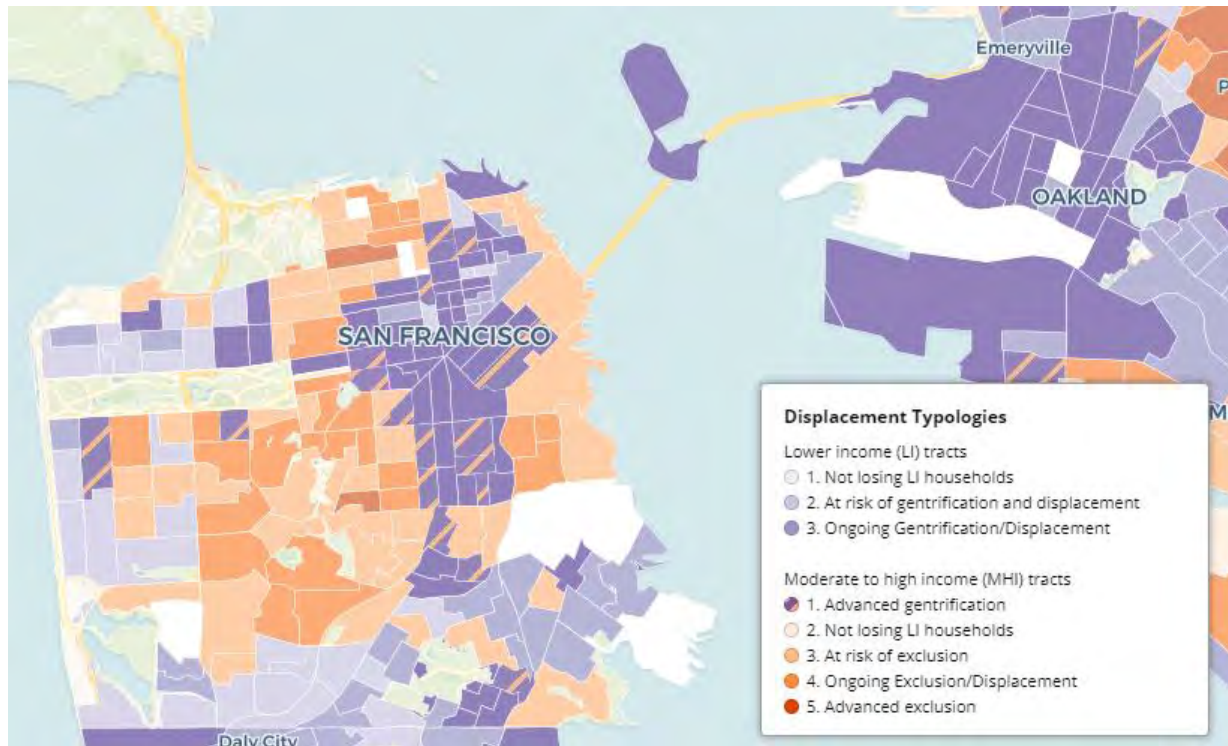 Emeryville
P
OAKLAND
SAN FRANCISCO
M
Daly City
Displacement Typologies
Lower income (LI) tracts
1. Not losing LI households
2. At risk of gentrification and displacement
3. Ongoing Gentrification/Displacement
Moderate to high income (MHI) tracts
1. Advanced gentrification
2. Not losing LI households
3. At risk of exclusion
4. Ongoing Exclusion/Displacement
5. Advanced exclusion